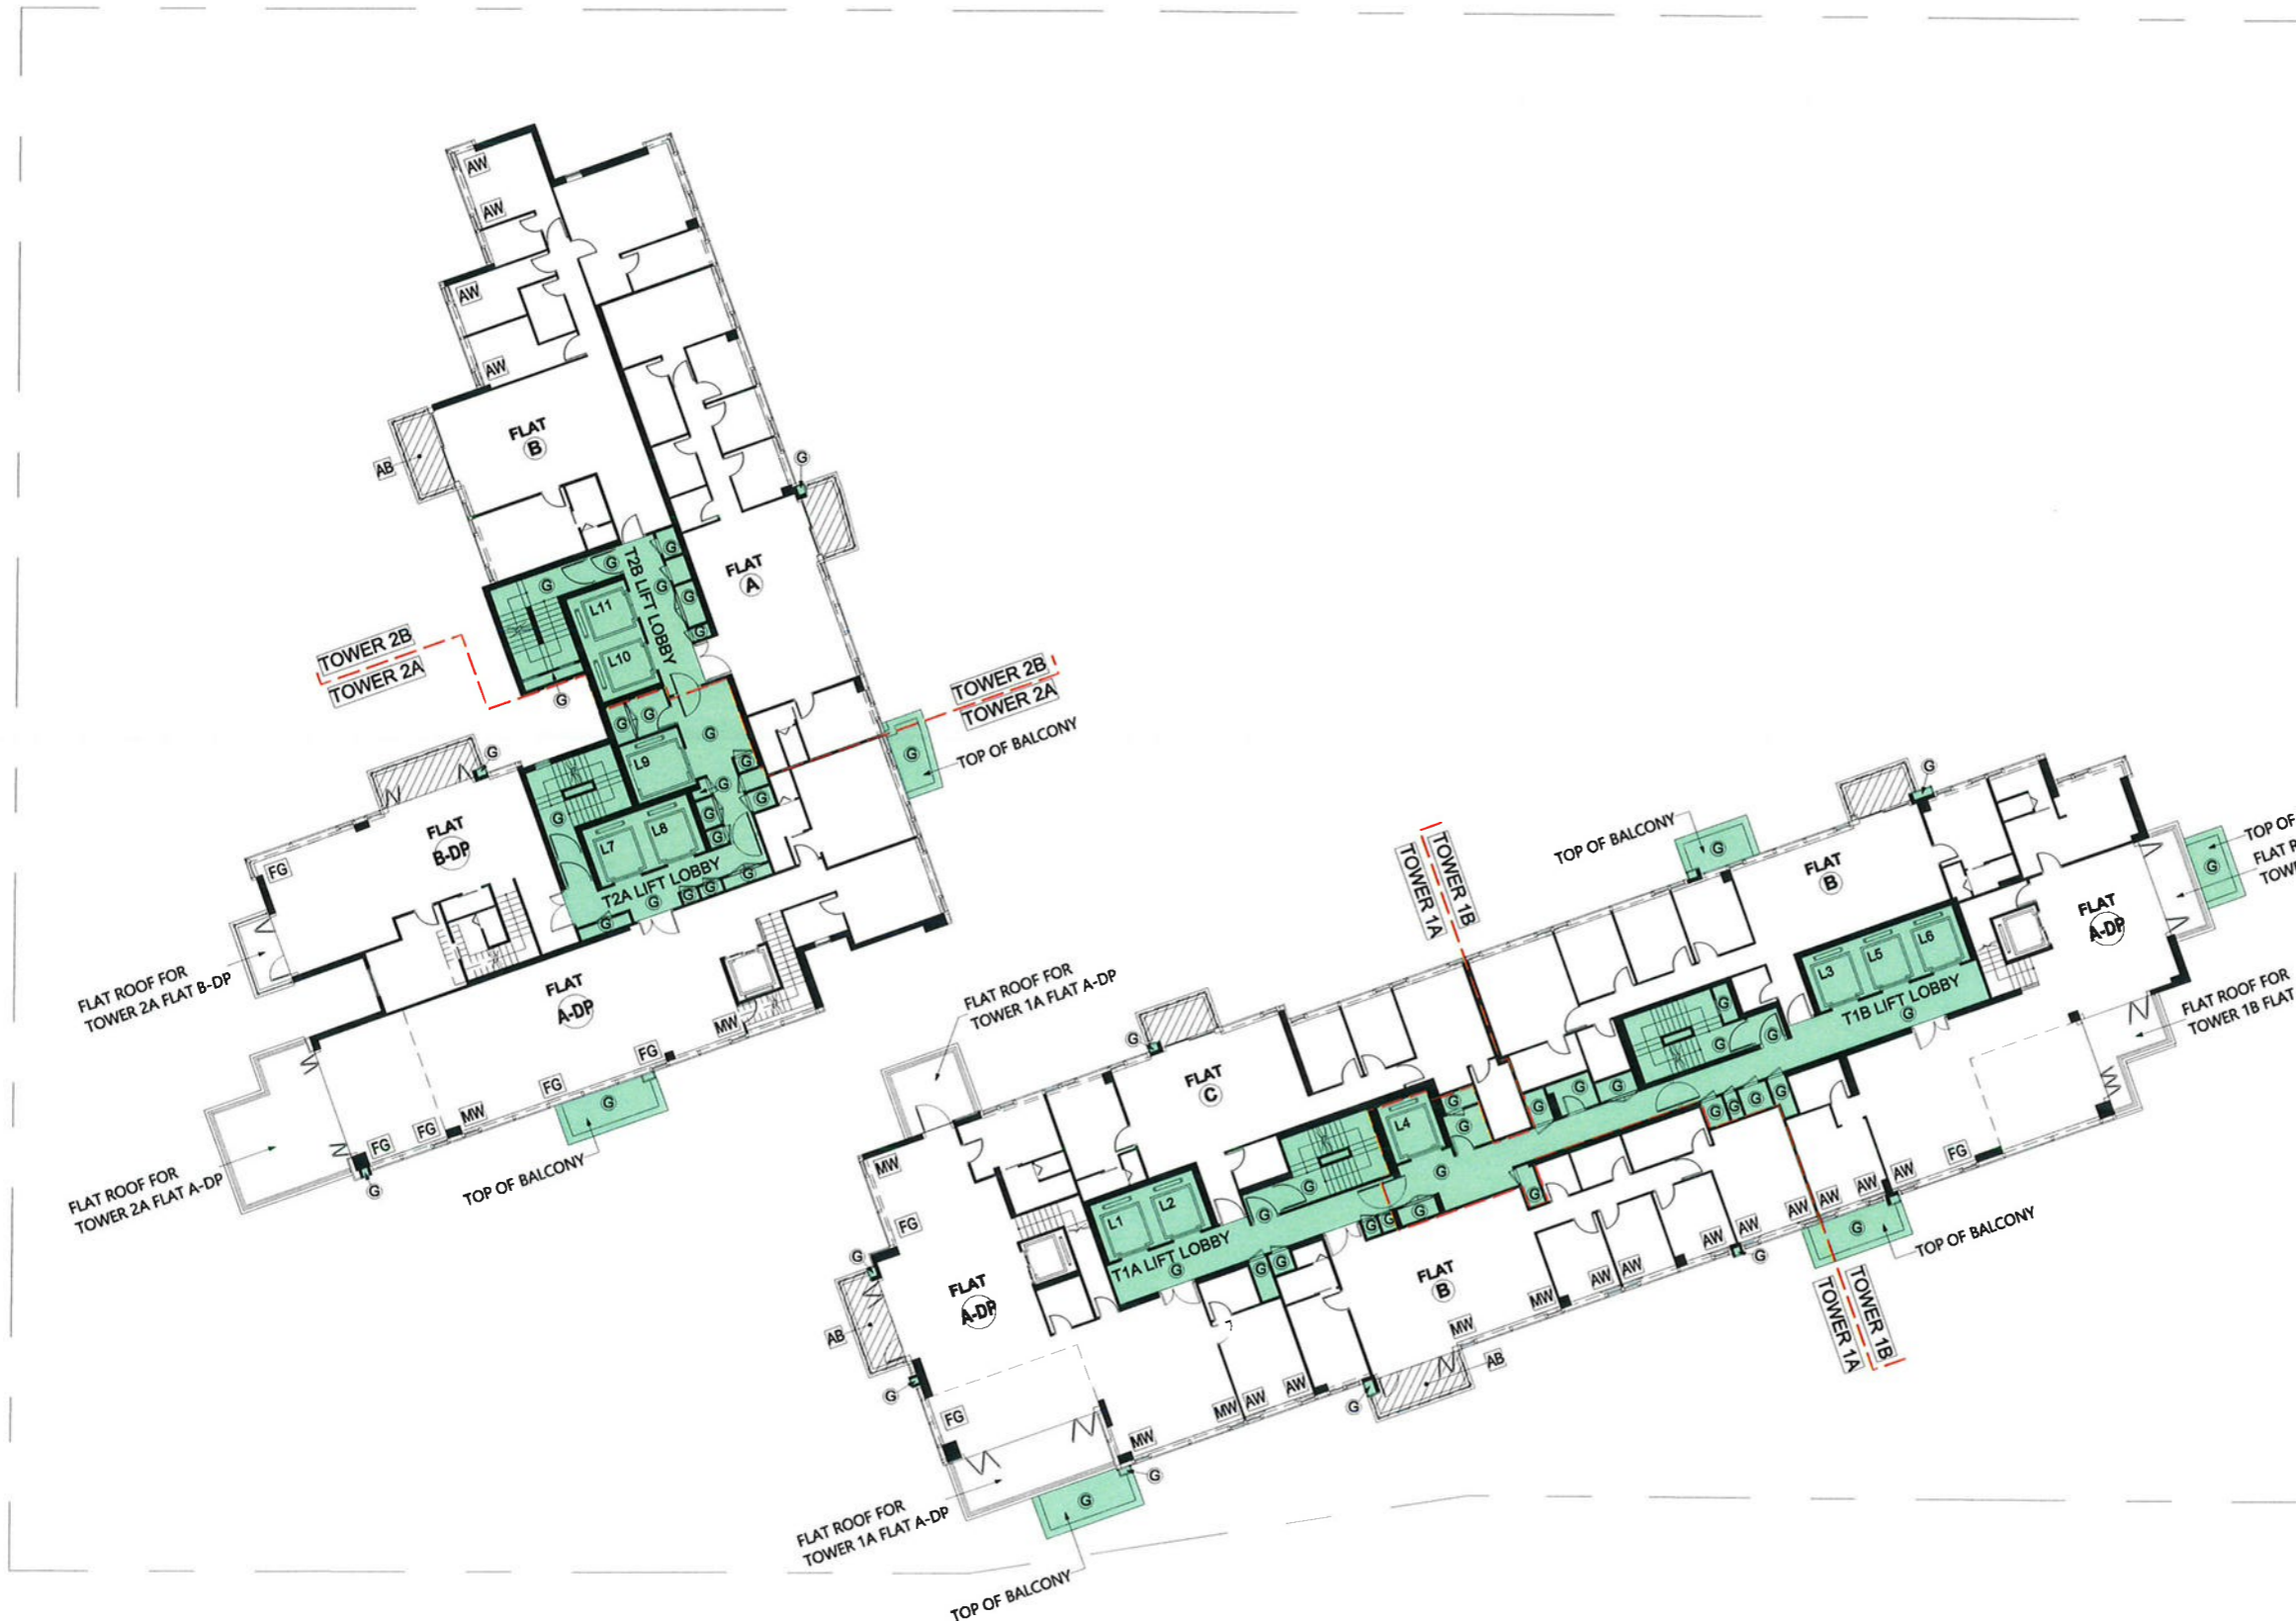 AW
AW
AW
AW
FLAT
B
AB
G
FLAT
A
G
G
G
G
G
G
T2B LIFT LOBBY
L11
L10
TOWER 2B
TOWER 2A
G
TOWER 2B
TOWER 2A
TOP OF BALCONY
G
G
G
G
L9
G
G
G
G
G
G
FLAT
B-DP
FG
G
L7
L8
T2A LIFT LOBBY
G
G
G
G
G
G
FLAT ROOF FOR
TOWER 2A FLAT B-DP
FLAT
A-DP
MW
FG
FG
G
MW
FG
FG
G
TOP OF BALCONY
FLAT ROOF FOR
TOWER 2A FLAT A-DP
FLAT ROOF FOR
TOWER 1A FLAT A-DP
G
FLAT
C
MW
FG
G
AB
G
FLAT
A-DP
FG
L1
L2
T1A LIFT LOBBY
G
G
G
G
G
L4
G
G
G
G
G
G
G
G
G
G
FLAT
B
MW
AW
AW
MW
G
FLAT ROOF FOR
TOWER 1A FLAT A-DP
G
TOP OF BALCONY
AB
G
MW
MW
AW
AW
AW
AW
G
TOWER 1B
TOWER 1A
TOP OF BALCONY
G
G
FLAT
B
L3
L5
L6
T1B LIFT LOBBY
G
G
G
G
G
G
G
G
FLAT
A-DP
G
TOP OF
FLAT R
TOWE
FLAT ROOF FOR
TOWER 1B FLAT
FG
AW
AW
AW
AW
G
TOP OF BALCONY
TOWER 1B
TOWER 1A